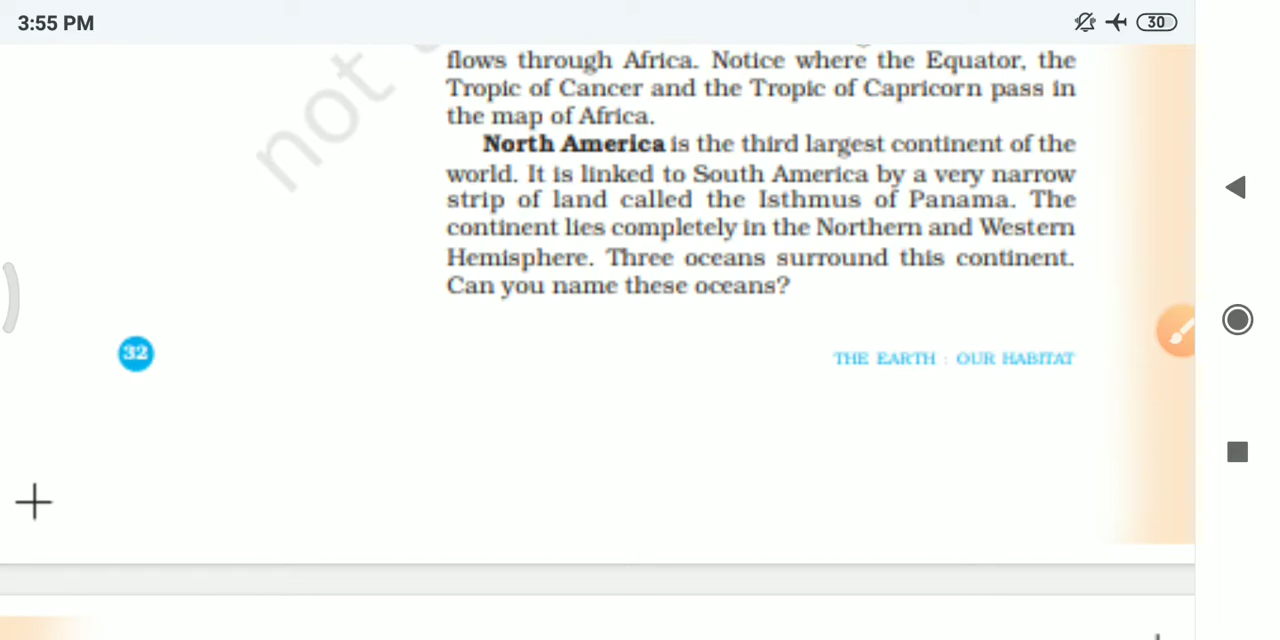 3:55 PM
30
flows through Africa. Notice where the Equator, the
Tropic of Cancer and the Tropic of Capricorn pass in
the map of Africa.
North America is the third largest continent of the
world. It is linked to South America by a very narrow
strip of land called the Isthmus of Panama. The
continent lies completely in the Northern and Western
Hemisphere. Three oceans surround this continent.
Can you name these oceans?
32
THE EARTH : OUR HABITAT
not